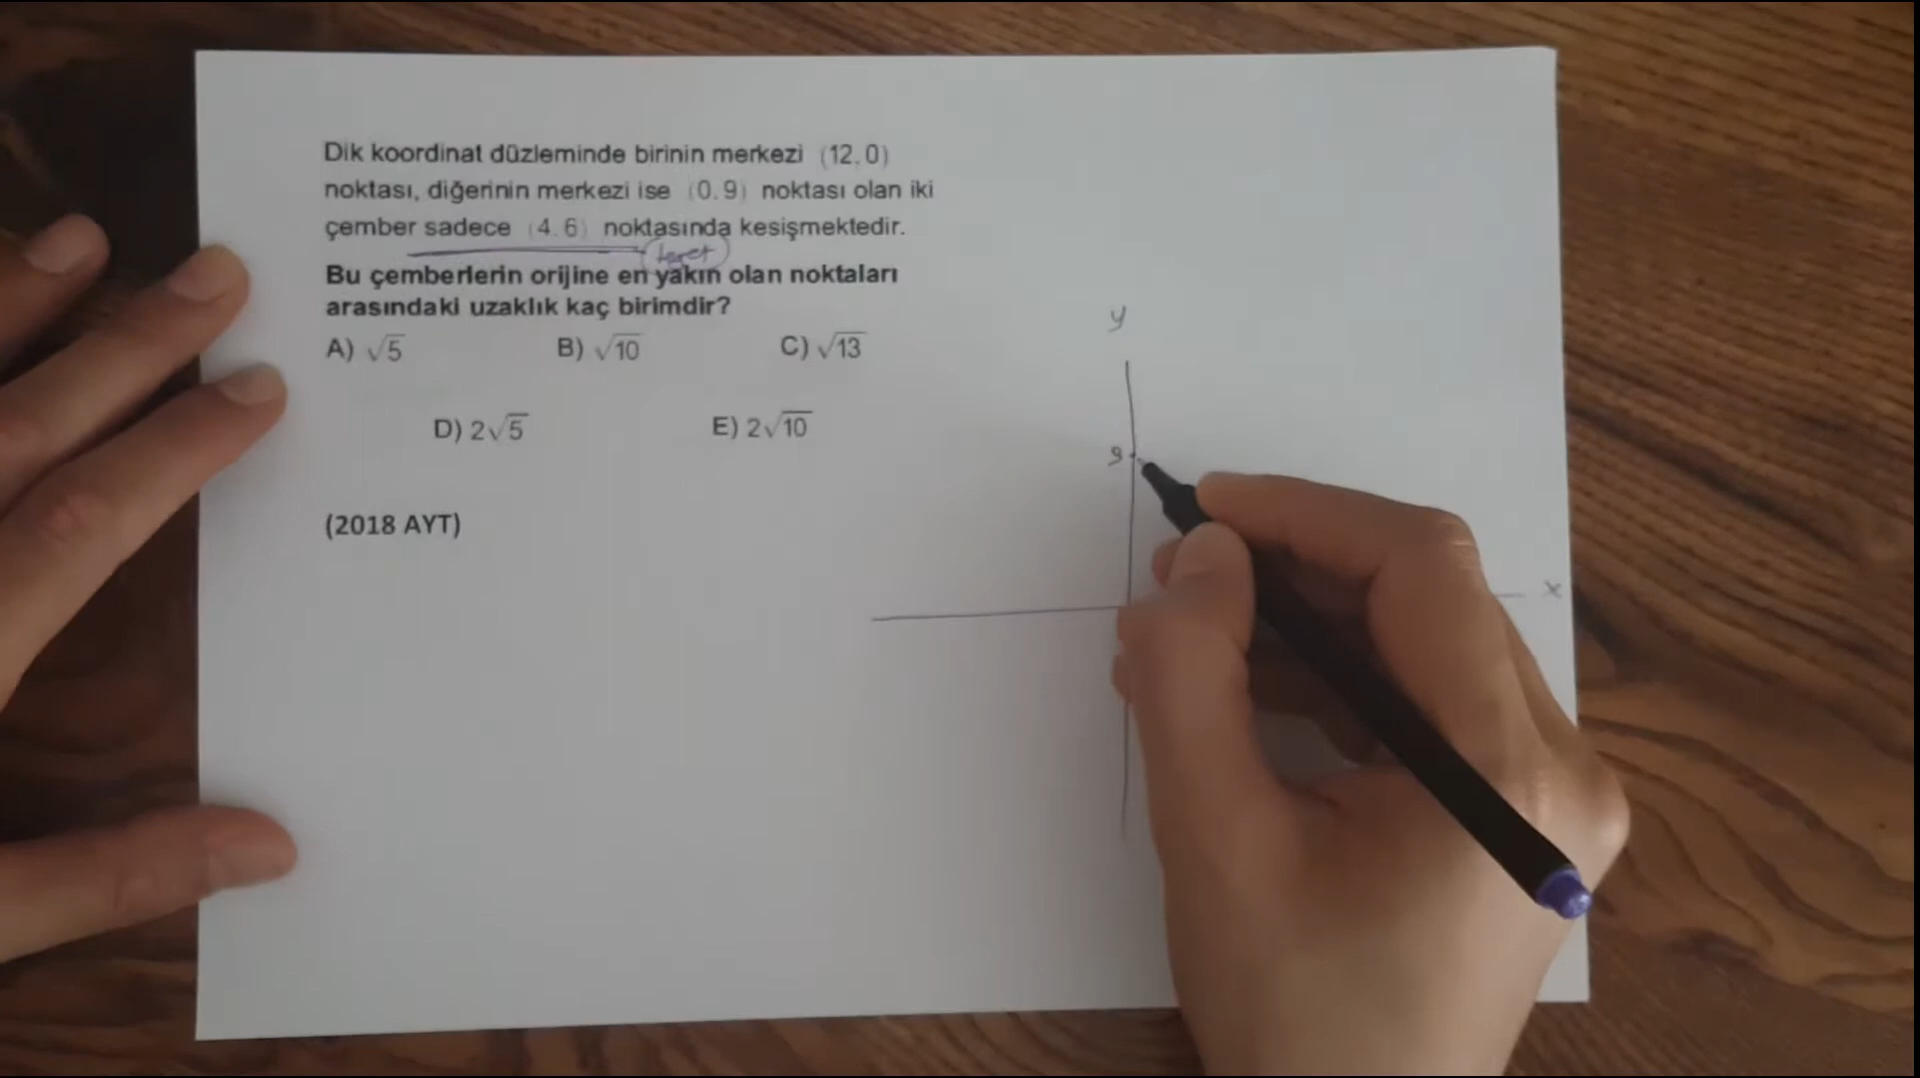 Dik koordinat düzleminde birinin merkezi (12,0)
noktası, diğerinin merkezi ise (0,9) noktası olan iki
çember sadece (4,6) noktasında kesişmektedir.
teğet
Bu çemberlerin orijine en yakın olan noktaları
arasındaki uzaklık kaç birimdir?
A) √5 B) √10 C) √13
D) 2√5 E) 2√10
(2018 AYT)
y
9
x